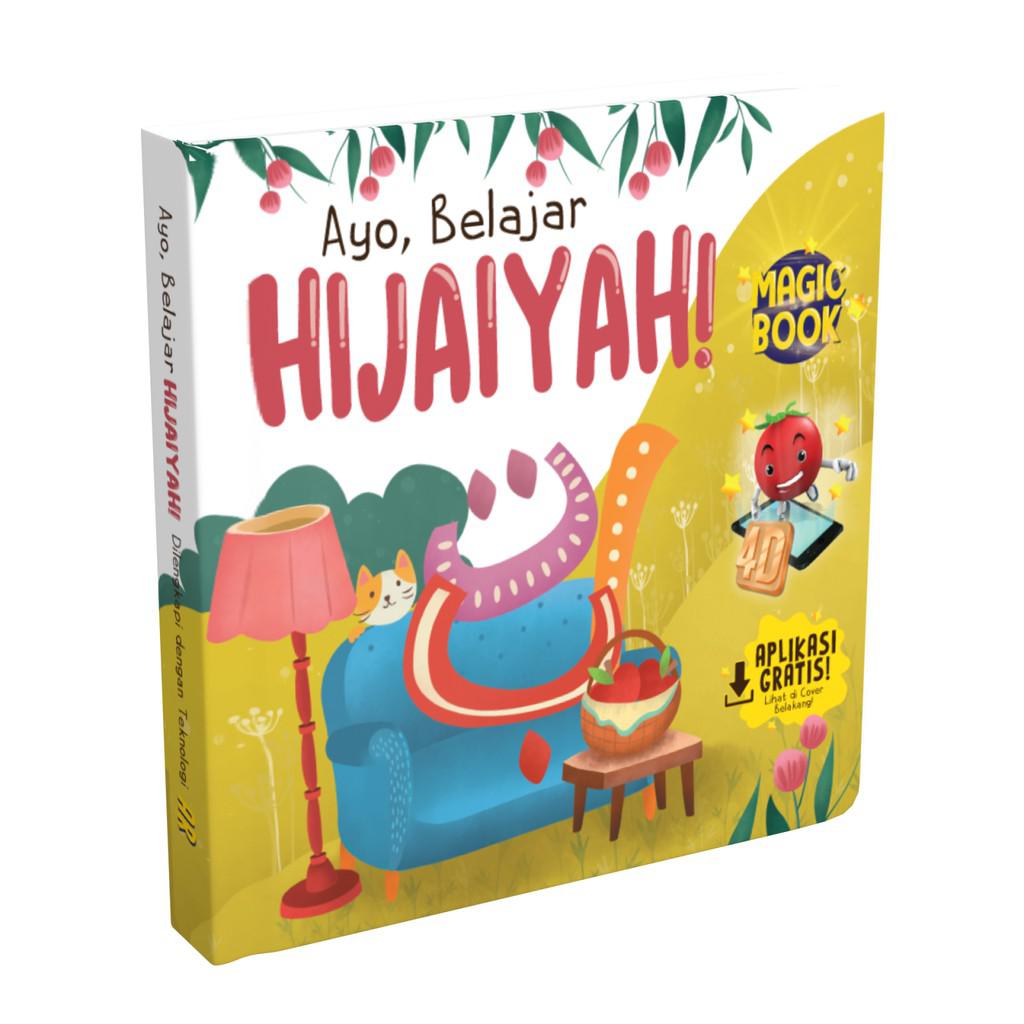 Ayo, Belajar
HIJAIYAH!
MAGIC
BOOK
4D
APLIKASI
GRATIS!
Lihat di Cover
Belakang!
ت
ا
ب
Ayo, Belajar HIJAIYAH! Dilengkapi dengan Teknologi